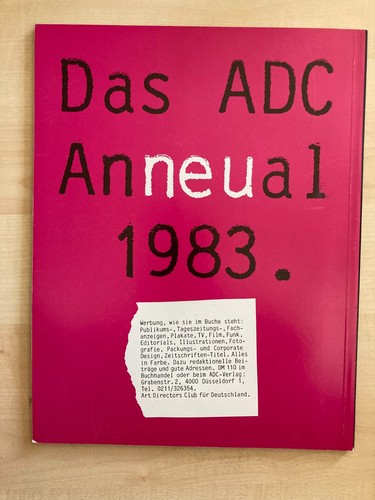 Das ADC
Anneual
1983.
Werbung, wie sie im Buche steht:
Publikums-, Tageszeitungs-, Fach-
anzeigen, Plakate, TV, Film, Funk,
Editorials, Illustrationen, Foto-
grafie, Packungs- und Corporate
Design, Zeitschriften-Titel. Alles
in Farbe. Dazu redaktionelle Bei-
träge und gute Adressen. DM 110 im
Buchhandel oder beim ADC-Verlag:
Grabenstr. 2, 4000 Düsseldorf 1,
Tel. 0211/326354.
Art Directors Club für Deutschland.